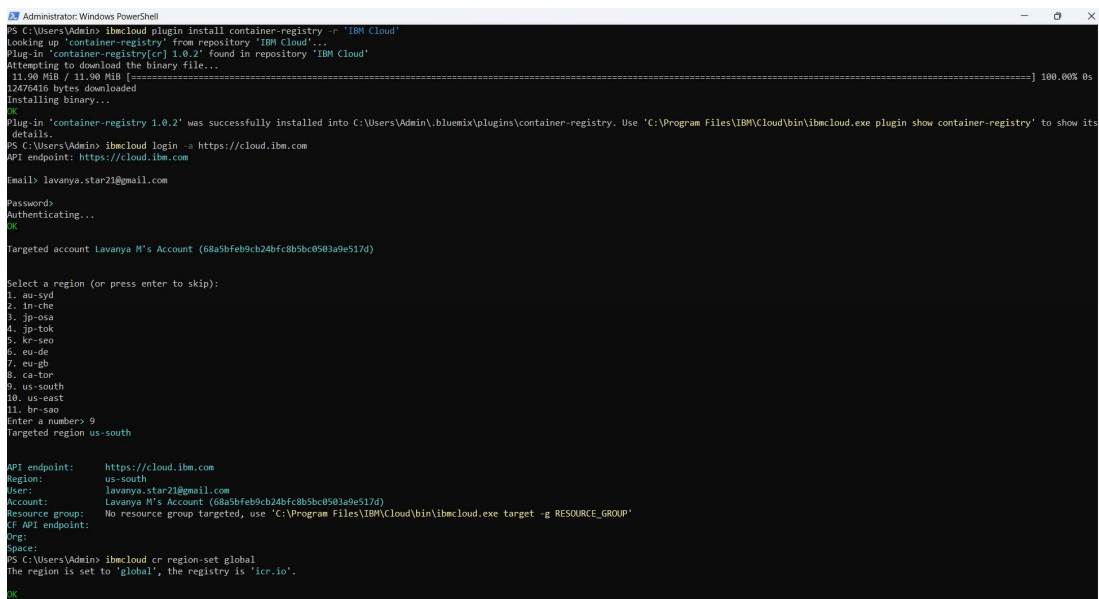 Administrator: Windows PowerShell
PS C:\Users\Admin> ibmcloud plugin install container-registry -r 'IBM Cloud'
Looking up 'container-registry' from repository 'IBM Cloud'...
Plug-in 'container-registry[cr] 1.0.2' found in repository 'IBM Cloud'
Attempting to download the binary file...
11.90 MiB / 11.90 MiB [====================================================================================================] 100.00% 0s
12476416 bytes downloaded
Installing binary...
OK
Plug-in 'container-registry 1.0.2' was successfully installed into C:\Users\Admin\.bluemix\plugins\container-registry. Use 'C:\Program Files\IBM\Cloud\bin\ibmcloud.exe plugin show container-registry' to show its
details.
PS C:\Users\Admin> ibmcloud login -a https://cloud.ibm.com
API endpoint: https://cloud.ibm.com
Email> lavanya.star21@gmail.com
Password>
Authenticating...
OK
Targeted account Lavanya M's Account (68a5bfeb9cb24bfc8b5bc0503a9e517d)
Select a region (or press enter to skip):
1. au-syd
2. in-che
3. jp-osa
4. jp-tok
5. kr-seo
6. eu-de
7. eu-gb
8. ca-tor
9. us-south
10. us-east
11. br-sao
Enter a number> 9
Targeted region us-south
API endpoint: https://cloud.ibm.com
Region: us-south
User: lavanya.star21@gmail.com
Account: Lavanya M's Account (68a5bfeb9cb24bfc8b5bc0503a9e517d)
Resource group: No resource group targeted, use 'C:\Program Files\IBM\Cloud\bin\ibmcloud.exe target -g RESOURCE_GROUP'
CF API endpoint:
Org:
Space:
PS C:\Users\Admin> ibmcloud cr region-set global
The region is set to 'global', the registry is 'icr.io'.
OK